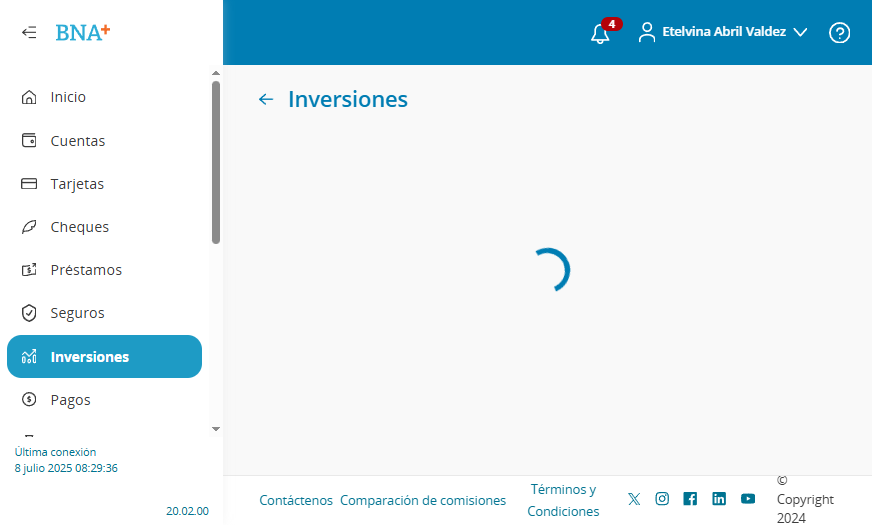 BNA+
4
Etelvina Abril Valdez
Inicio
Cuentas
Tarjetas
Cheques
Préstamos
Seguros
Inversiones
Pagos
Última conexión
8 julio 2025 08:29:36
20.02.00
Inversiones
Contáctenos
Comparación de comisiones
Términos y
Condiciones
©
Copyright
2024